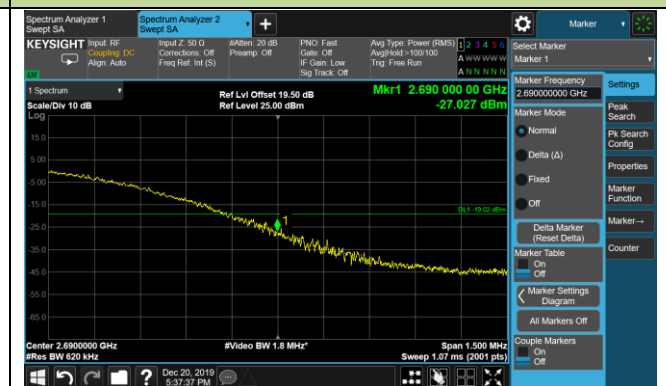 Spectrum Analyzer 1
Swept SA
Spectrum Analyzer 2
Swept SA
+
Marker
KEYSIGHT
Input: RF
Coupling: DC
Align: Auto
Input Z: 50 Ω
Corrections: Off
Freq Ref: Int (S)
#Atten: 20 dB
Preamp: Off
PNO: Fast
Gate: Off
IF Gain: Low
Sig Track: Off
Avg Type: Power (RMS)
Avg|Hold:>100/100
Trig: Free Run
1 2 3 4 5 6
A W W W W W
A N N N N N
Select Marker
Marker 1
1 Spectrum
Scale/Div 10 dB
Log
Ref Lvl Offset 19.50 dB
Ref Level 25.00 dBm
Mkr1 2.690 000 00 GHz
-27.027 dBm
15.0
5.00
-5.00
-15.0
-25.0
-35.0
-45.0
-55.0
-65.0
DL1 -19.02 dBm
1
Center 2.6900000 GHz
#Res BW 620 kHz
#Video BW 1.8 MHz*
Span 1.500 MHz
Sweep 1.07 ms (2001 pts)
Marker Frequency
2.690000000 GHz
Marker Mode
Normal
Delta (Δ)
Fixed
Off
Delta Marker
(Reset Delta)
Marker Table
On
Off
Marker Settings
Diagram
All Markers Off
Couple Markers
On
Off
Settings
Peak
Search
Pk Search
Config
Properties
Marker
Function
Marker→
Counter
?
Dec 20, 2019
5:37:37 PM